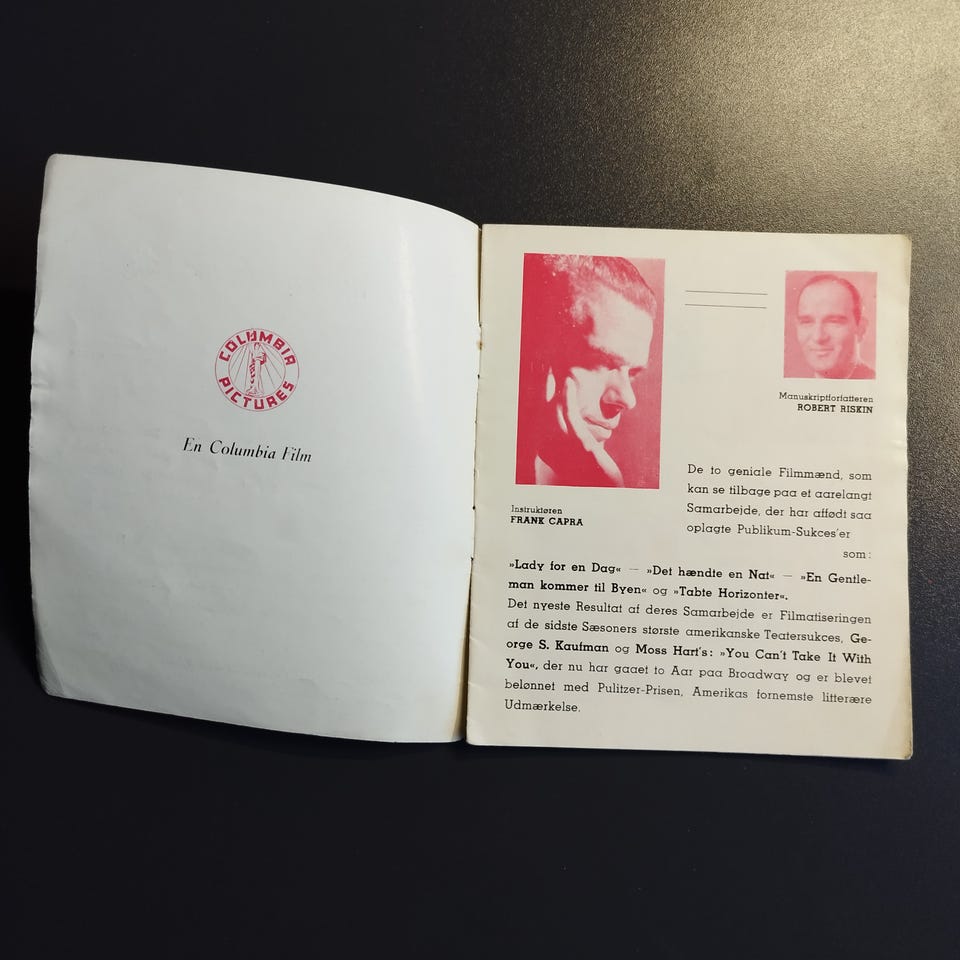 COLUMBIA
PICTURES
En Columbia Film
Instruktøren
FRANK CAPRA
Manuskriptforfatteren
ROBERT RISKIN
De to geniale Filmmænd, som
kan se tilbage paa et aarelangt
Samarbejde, der har affødt saa
oplagte Publikum-Sukces'er
som:
»Lady for en Dag« — »Det hændte en Nat« — »En Gentle-
man kommer til Byen« og »Tabte Horizonter«.
Det nyeste Resultat af deres Samarbejde er Filmatiseringen
af de sidste Sæsoners største amerikanske Teatersukces, Ge-
orge S. Kaufman og Moss Hart's: »You Can't Take It With
You«, der nu har gaaet to Aar paa Broadway og er blevet
belønnet med Pulitzer-Prisen, Amerikas fornemste litterære
Udmærkelse.